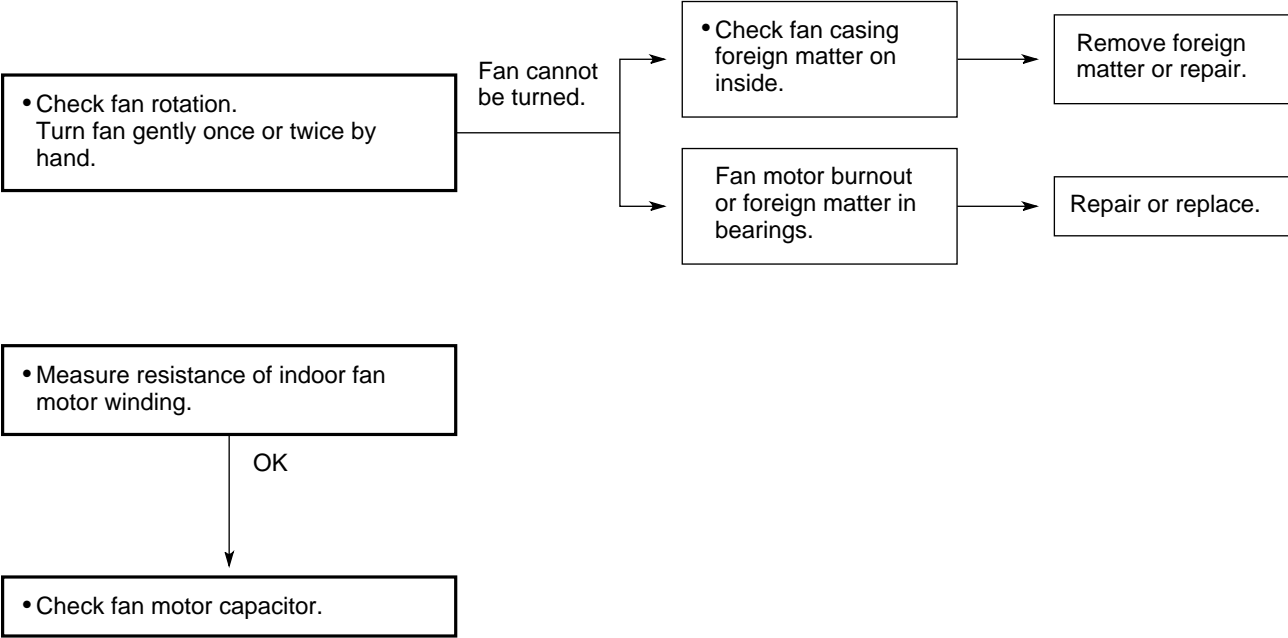 • Check fan rotation.
Turn fan gently once or twice by
hand.
Fan cannot
be turned.
• Check fan casing
foreign matter on
inside.
Remove foreign
matter or repair.
Fan motor burnout
or foreign matter in
bearings.
Repair or replace.
• Measure resistance of indoor fan
motor winding.
OK
• Check fan motor capacitor.